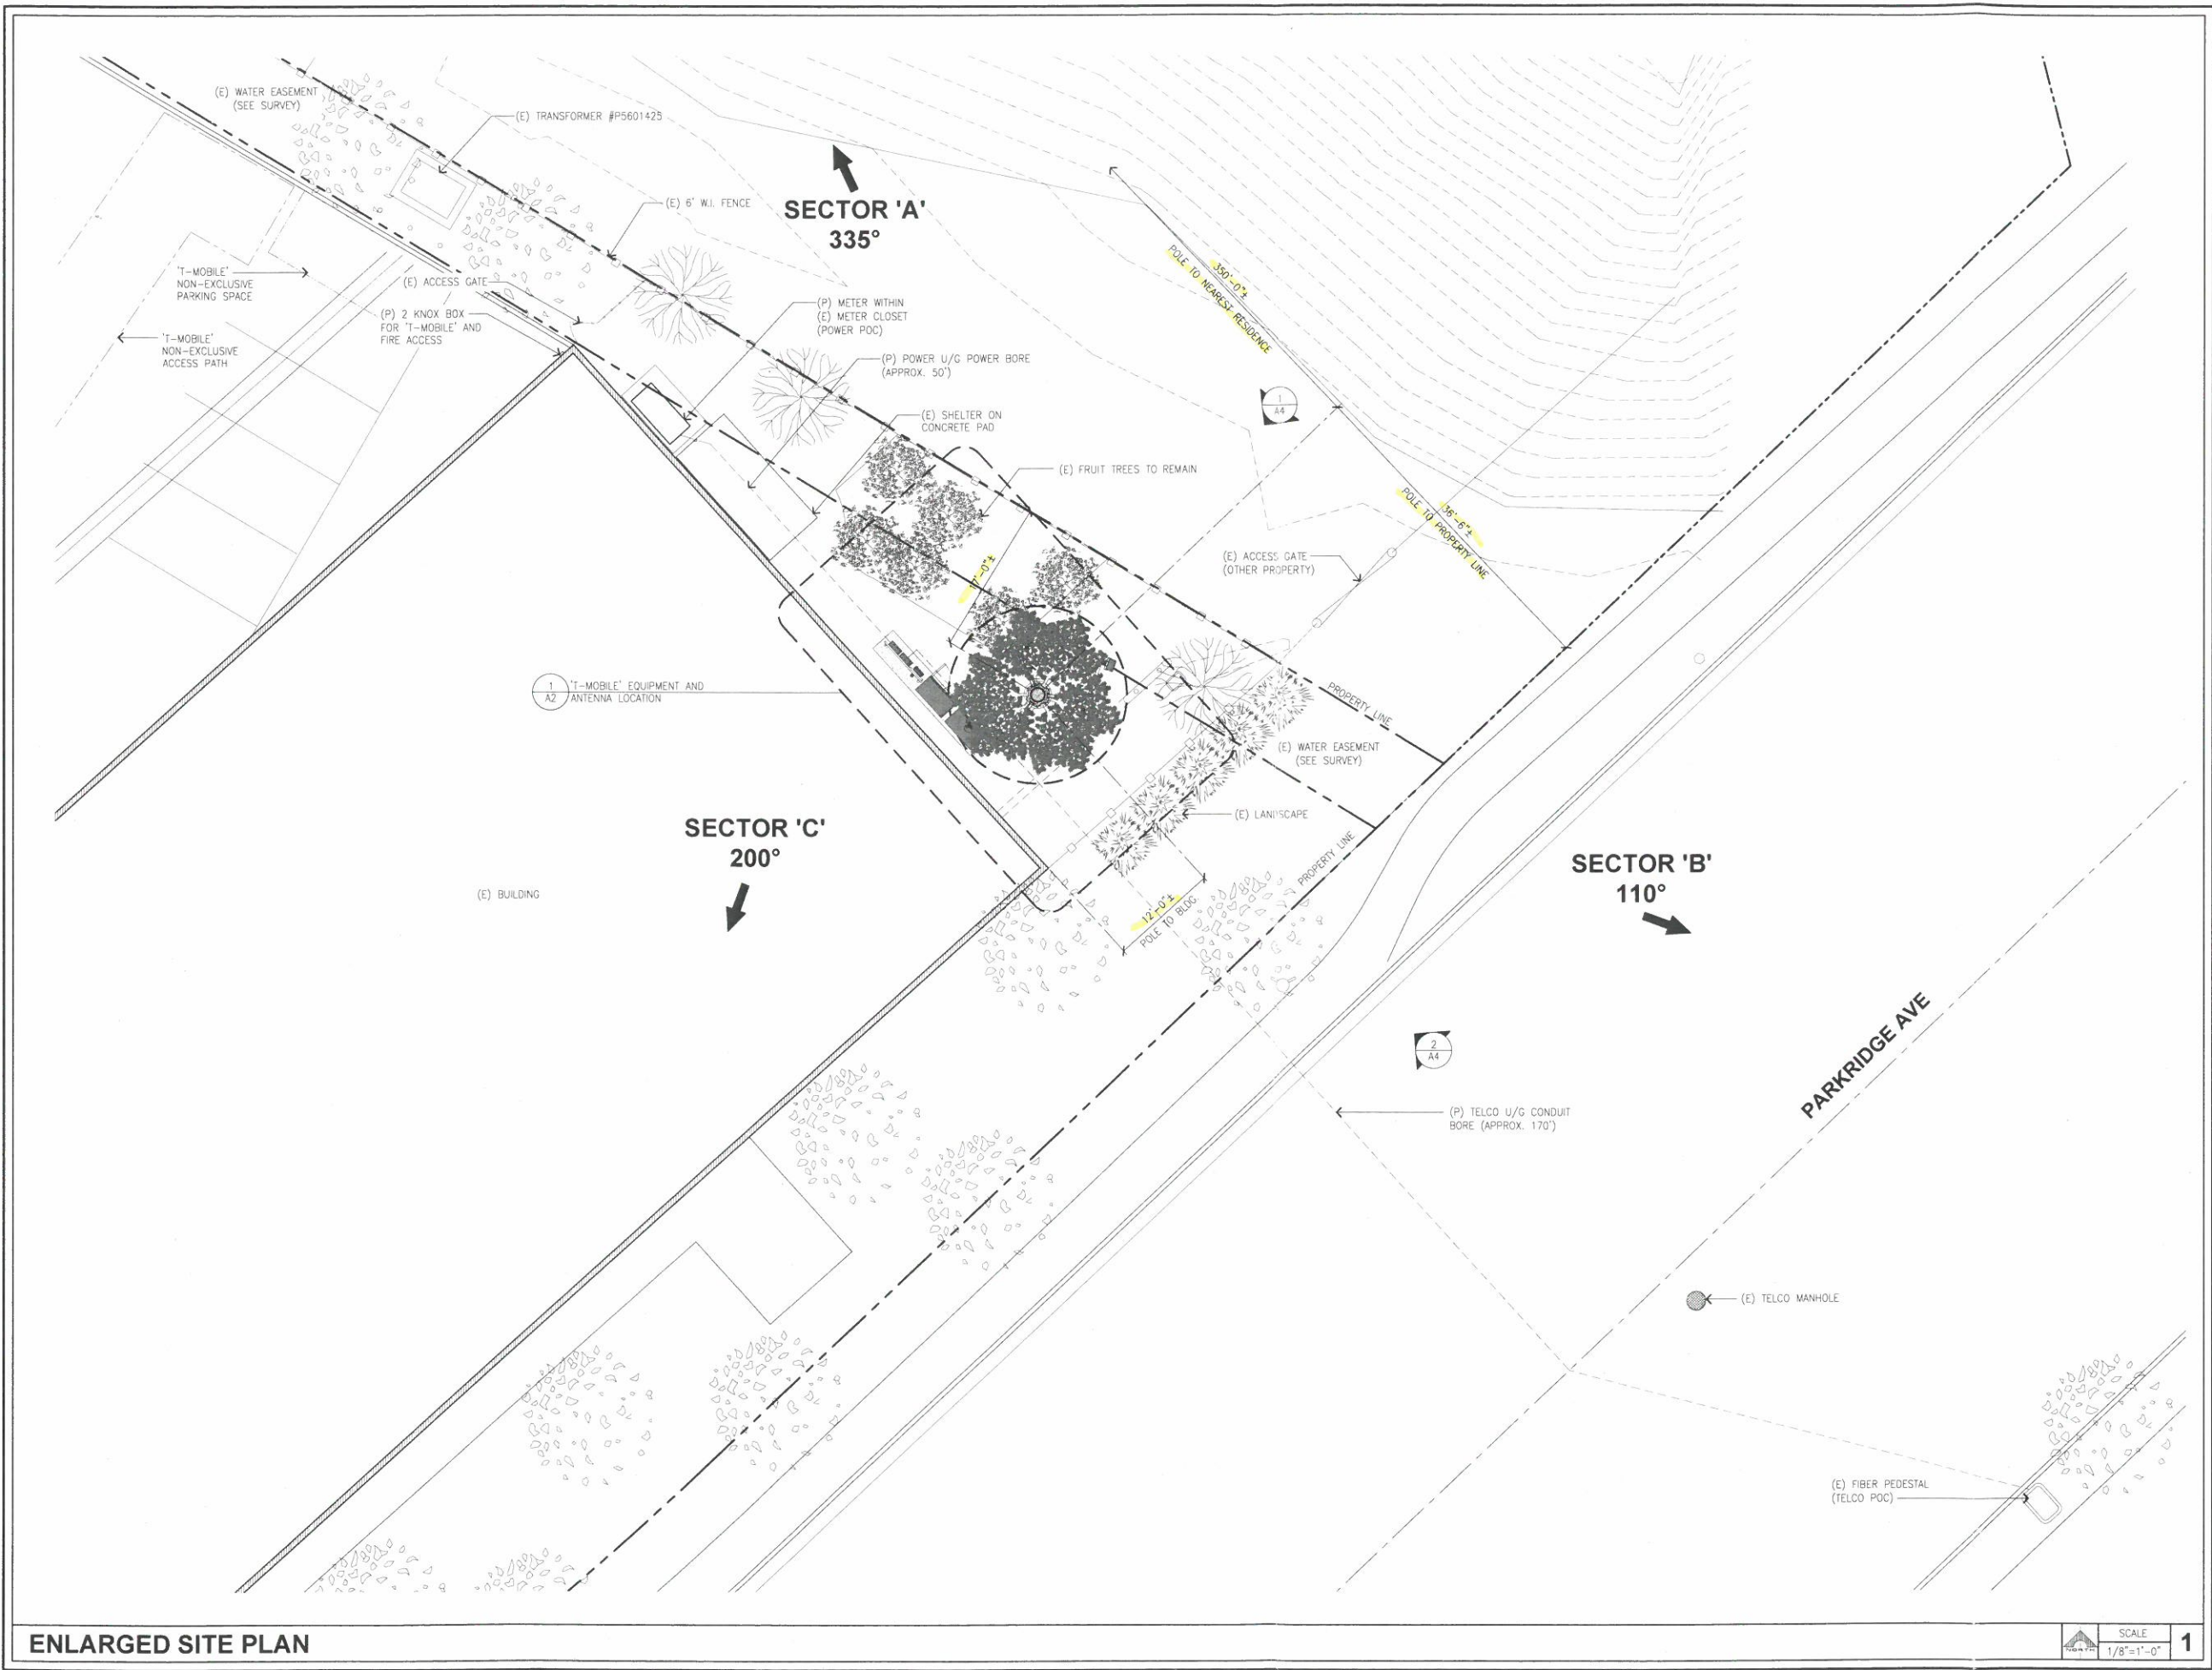 (E) WATER EASEMENT
(SEE SURVEY)
(E) TRANSFORMER #P5601425
(E) 6' W.I. FENCE
SECTOR 'A'
335°
350'-0"±
POLE TO NEAREST RESIDENCE
'T-MOBILE'
NON-EXCLUSIVE
PARKING SPACE
(E) ACCESS GATE
(P) 2 KNOX BOX
FOR 'T-MOBILE' AND
FIRE ACCESS
'T-MOBILE'
NON-EXCLUSIVE
ACCESS PATH
(P) METER WITHIN
(E) METER CLOSET
(POWER POC)
(P) POWER U/G POWER BORE
(APPROX. 50')
1
A4
(E) SHELTER ON
CONCRETE PAD
(E) FRUIT TREES TO REMAIN
36'-6"±
POLE TO PROPERTY LINE
(E) ACCESS GATE
(OTHER PROPERTY)
1
A2
'T-MOBILE' EQUIPMENT AND
ANTENNA LOCATION
PROPERTY LINE
(E) WATER EASEMENT
(SEE SURVEY)
(E) LANDSCAPE
PROPERTY LINE
SECTOR 'C'
200°
SECTOR 'B'
110°
(E) BUILDING
12'-0"±
POLE TO BLDG
2
A4
PARKRIDGE AVE
(P) TELCO U/G CONDUIT
BORE (APPROX. 170')
(E) TELCO MANHOLE
(E) FIBER PEDESTAL
(TELCO POC)
ENLARGED SITE PLAN
NORTH
SCALE
1/8"=1'-0"
1